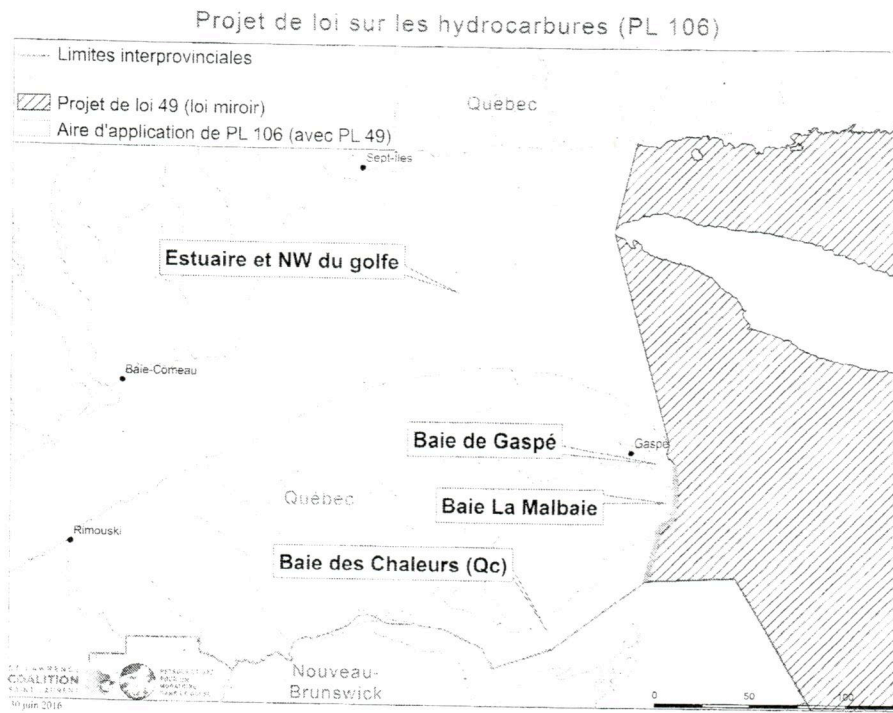 Projet de loi sur les hydrocarbures (PL 106)
Limites interprovinciales
Projet de loi 49 (loi miroir)
Aire d'application de PL 106 (avec PL 49)
Québec
Sept-Iles
Estuaire et NW du golfe
Baie-Comeau
Baie de Gaspé
Gaspé
Québec
Baie La Malbaie
Rimouski
Baie des Chaleurs (Qc)
Nouveau-
Brunswick
COALITION
30 juin 2016
0 50 100